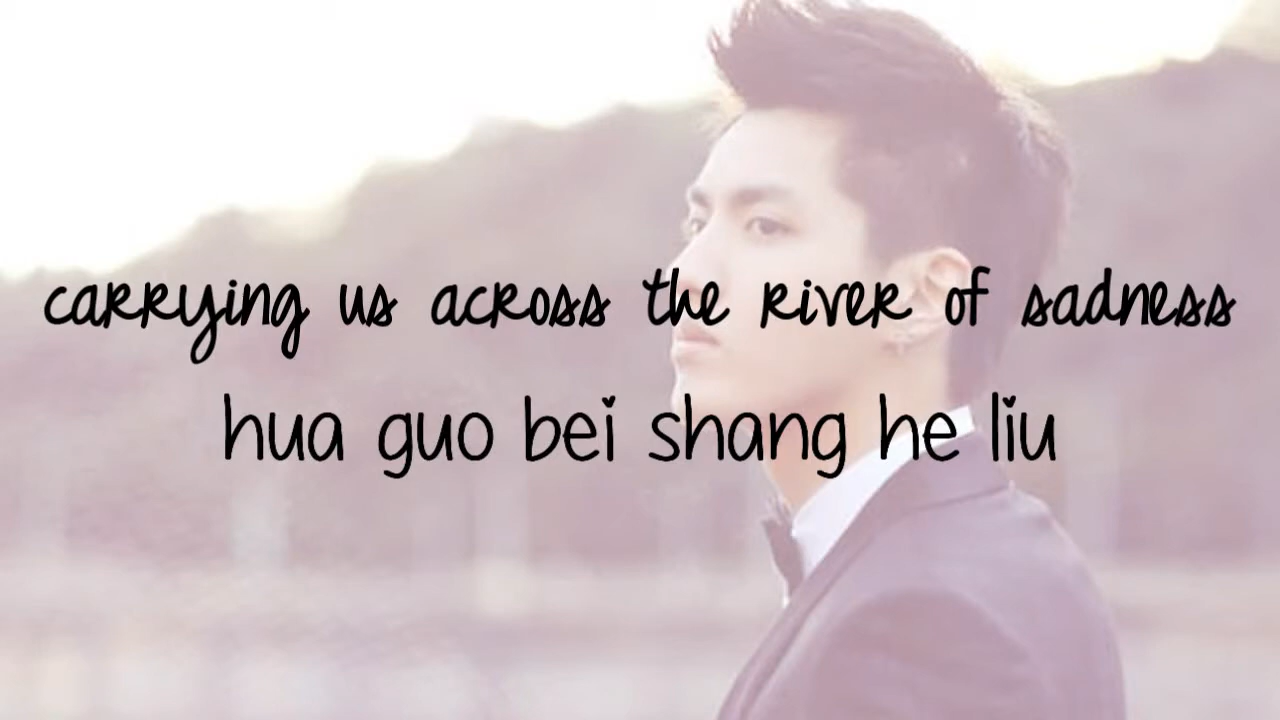 carrying us across the river of sadness
hua guo bei shang he liu